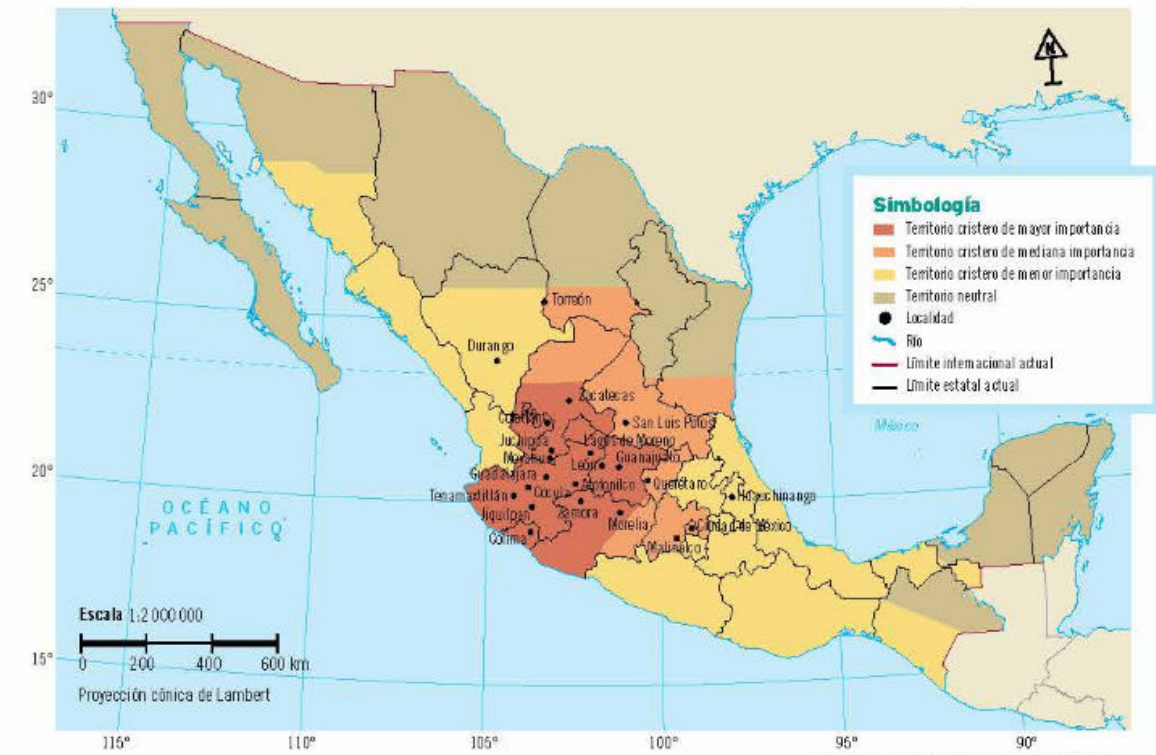 N
30°
25°
20°
15°
115°
110°
105°
100°
95°
90°
Simbología
Territorio cristero de mayor importancia
Territorio cristero de mediana importancia
Territorio cristero de menor importancia
Territorio neutral
Localidad
Río
Límite internacional actual
Límite estatal actual
México
Torreón
Durango
Zacatecas
San Luis Potosí
Juchipila
Lagos de Moreno
Moyahua
León
Guanajuato
Guadalajara
Querétaro
Huauchinango
Tenamaxtitlán
Cocula
Atotonilco
Jiquilpan
Zamora
Morelia
Ciudad de México
Colima
Malinalco
OCÉANO
PACÍFICO
Escala 1:2 000 000
0 200 400 600 km
Proyección cónica de Lambert